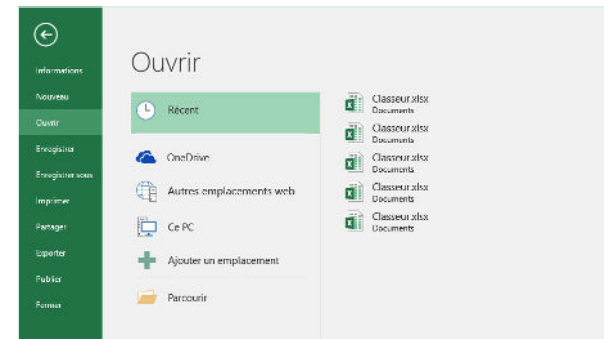 Informations
Nouveau
Ouvrir
Enregistrer
Enregistrer sous
Imprimer
Partager
Exporter
Publier
Fermer
Ouvrir
Récent
OneDrive
Autres emplacements web
Ce PC
Ajouter un emplacement
Parcourir
Classeur.xlsx
Documents
Classeur.xlsx
Documents
Classeur.xlsx
Documents
Classeur.xlsx
Documents
Classeur.xlsx
Documents